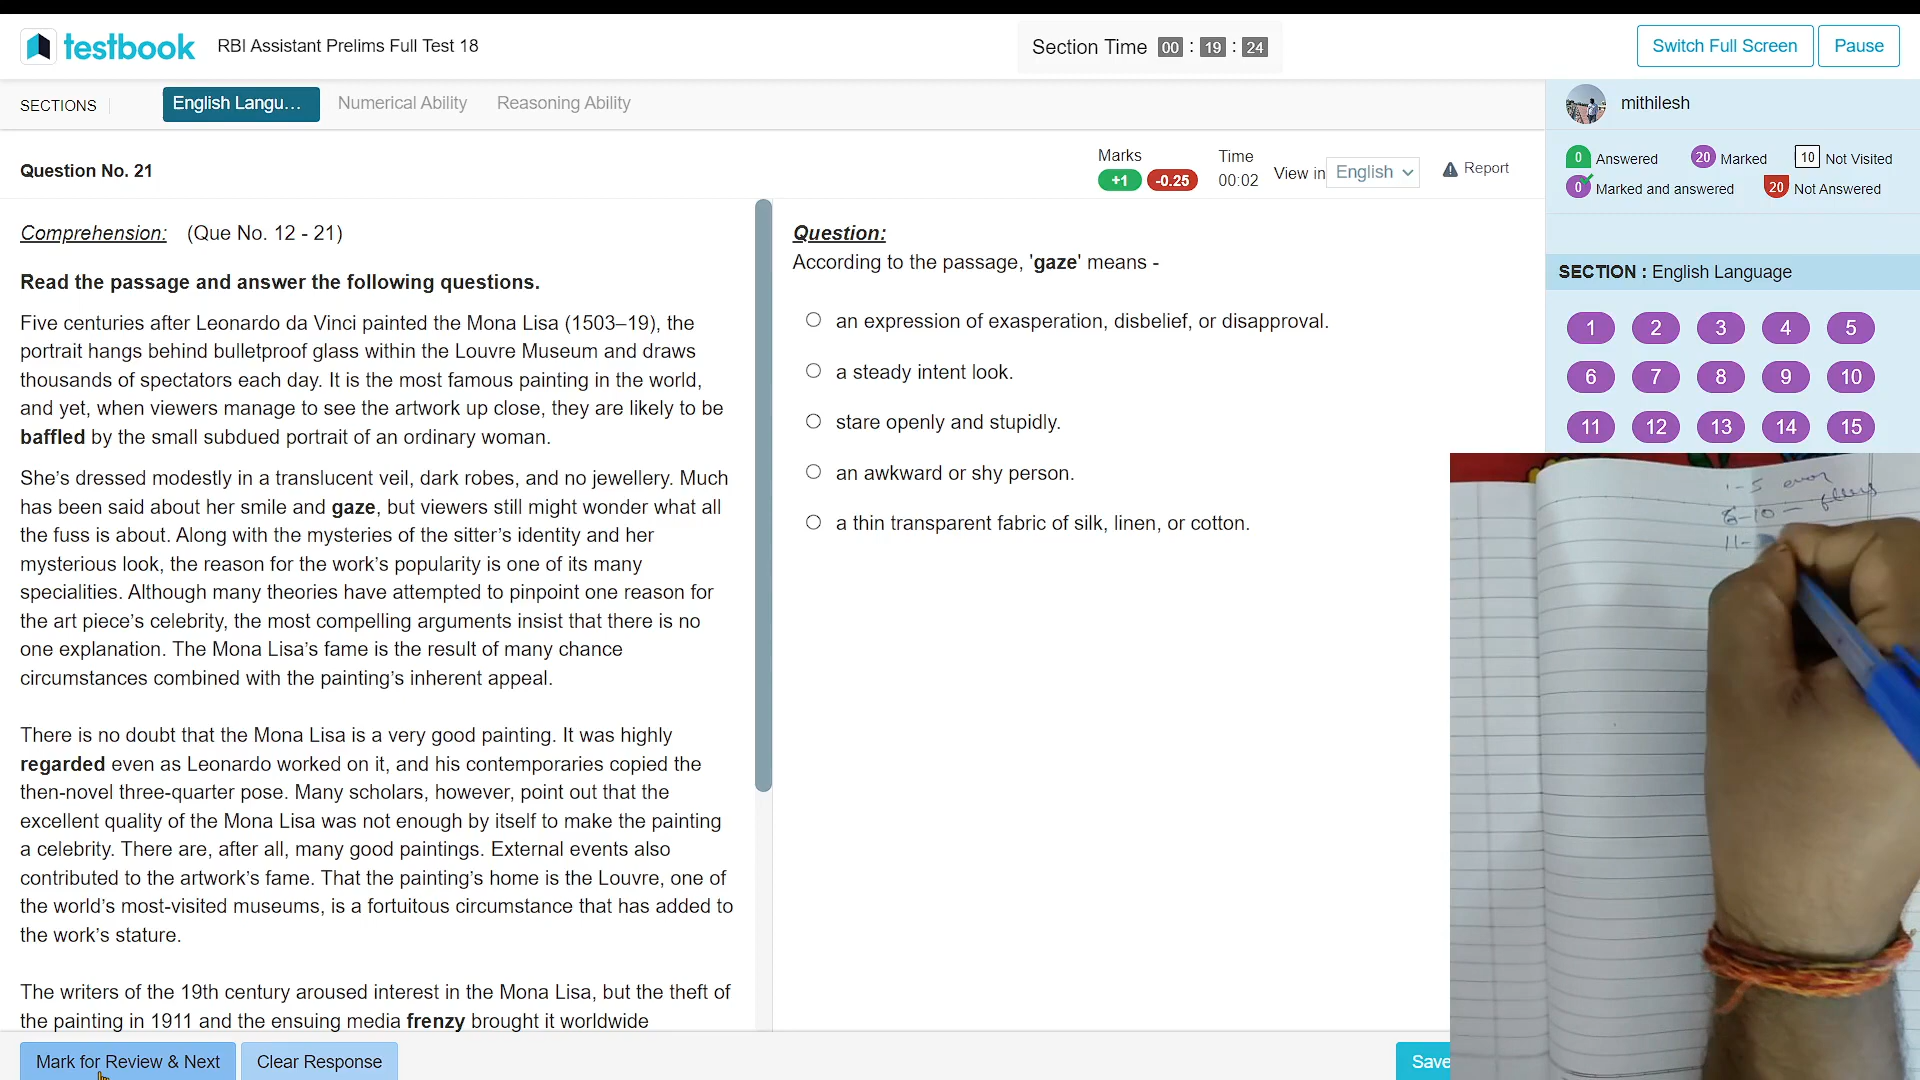 testbook RBI Assistant Prelims Full Test 18 Section Time 00 : 19 : 24 Switch Full Screen Pause
SECTIONS English Langu... Numerical Ability Reasoning Ability
mithilesh
Question No. 21
Marks +1 -0.25 Time 00:02 View in English Report
0 Answered 20 Marked 10 Not Visited
0 Marked and answered 20 Not Answered
SECTION : English Language
1 2 3 4 5
6 7 8 9 10
11 12 13 14 15
Comprehension: (Que No. 12 - 21)
Read the passage and answer the following questions.
Five centuries after Leonardo da Vinci painted the Mona Lisa (1503–19), the
portrait hangs behind bulletproof glass within the Louvre Museum and draws
thousands of spectators each day. It is the most famous painting in the world,
and yet, when viewers manage to see the artwork up close, they are likely to be
baffled by the small subdued portrait of an ordinary woman.
She’s dressed modestly in a translucent veil, dark robes, and no jewellery. Much
has been said about her smile and gaze, but viewers still might wonder what all
the fuss is about. Along with the mysteries of the sitter’s identity and her
mysterious look, the reason for the work’s popularity is one of its many
specialities. Although many theories have attempted to pinpoint one reason for
the art piece’s celebrity, the most compelling arguments insist that there is no
one explanation. The Mona Lisa’s fame is the result of many chance
circumstances combined with the painting’s inherent appeal.
There is no doubt that the Mona Lisa is a very good painting. It was highly
regarded even as Leonardo worked on it, and his contemporaries copied the
then-novel three-quarter pose. Many scholars, however, point out that the
excellent quality of the Mona Lisa was not enough by itself to make the painting
a celebrity. There are, after all, many good paintings. External events also
contributed to the artwork’s fame. That the painting’s home is the Louvre, one of
the world’s most-visited museums, is a fortuitous circumstance that has added to
the work’s stature.
The writers of the 19th century aroused interest in the Mona Lisa, but the theft of
the painting in 1911 and the ensuing media frenzy brought it worldwide
Question:
According to the passage, 'gaze' means -
an expression of exasperation, disbelief, or disapproval.
a steady intent look.
stare openly and stupidly.
an awkward or shy person.
a thin transparent fabric of silk, linen, or cotton.
1-5
6-10 -
11-
Mark for Review & Next Clear Response Save